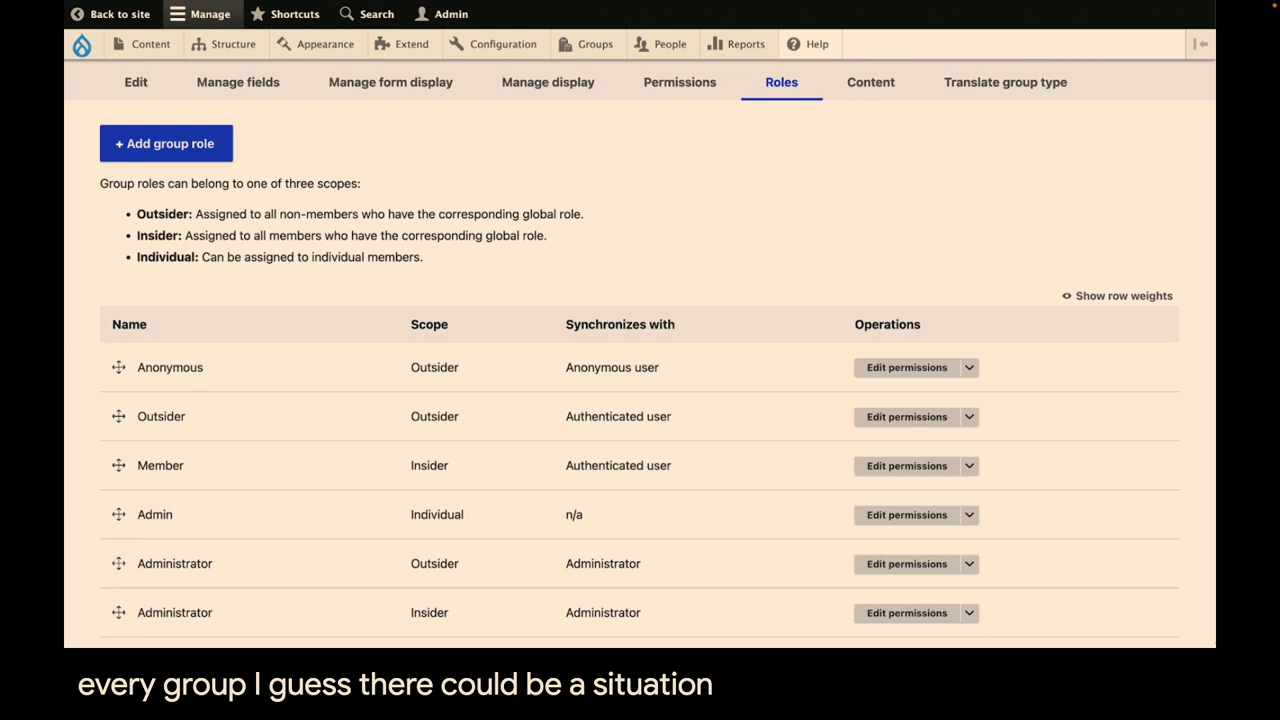 Back to site Manage Shortcuts Search Admin
Content Structure Appearance Extend Configuration Groups People Reports Help
Edit Manage fields Manage form display Manage display Permissions Roles Content Translate group type
+ Add group role
Group roles can belong to one of three scopes:
• Outsider: Assigned to all non-members who have the corresponding global role.
• Insider: Assigned to all members who have the corresponding global role.
• Individual: Can be assigned to individual members.
Show row weights
Name Scope Synchronizes with Operations
Anonymous Outsider Anonymous user Edit permissions
Outsider Outsider Authenticated user Edit permissions
Member Insider Authenticated user Edit permissions
Admin Individual n/a Edit permissions
Administrator Outsider Administrator Edit permissions
Administrator Insider Administrator Edit permissions
every group I guess there could be a situation